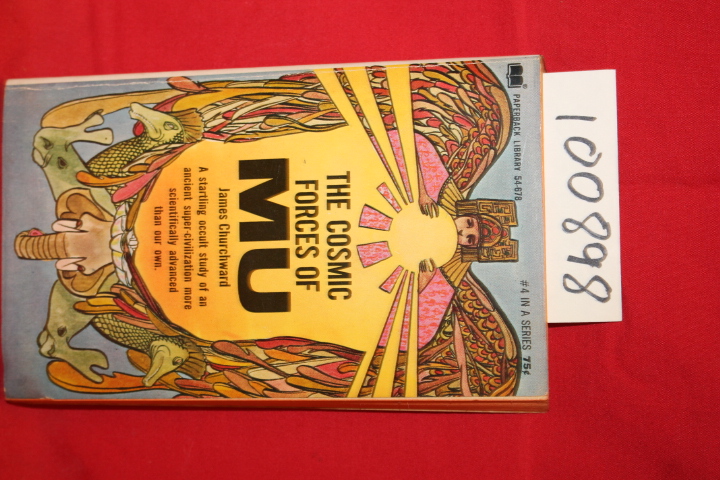 ®
PAPERBACK LIBRARY 54-678
#4 IN A SERIES 75¢
THE COSMIC
FORCES OF
MU
James Churchward
A startling occult study of an
ancient super-civilization more
scientifically advanced
than our own.
100898